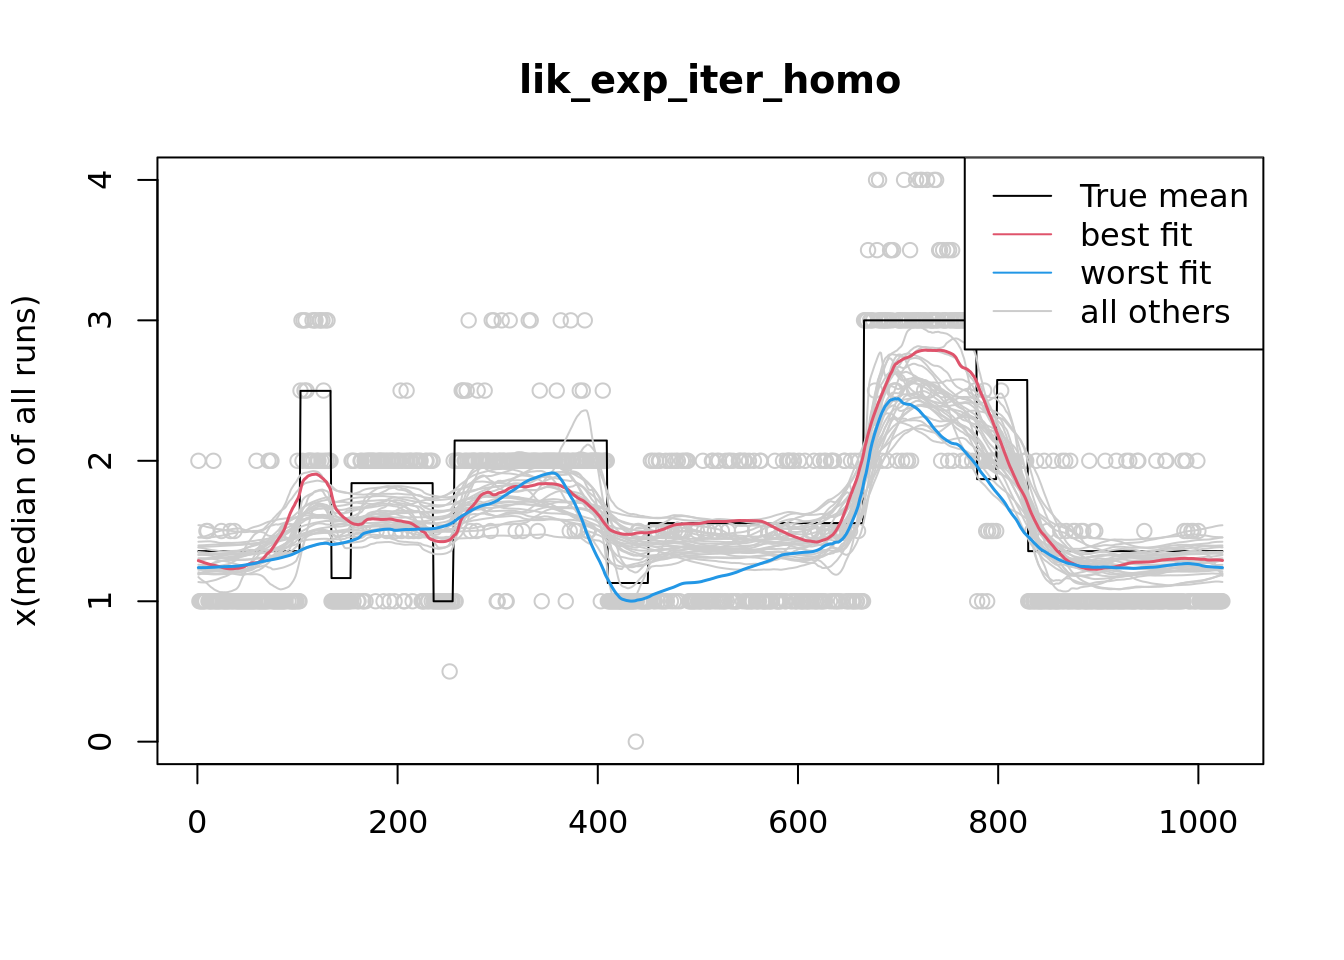 lik_exp_iter_homo
x(median of all runs)
4
3
2
1
0
True mean
best fit
worst fit
all others
0 200 400 600 800 1000